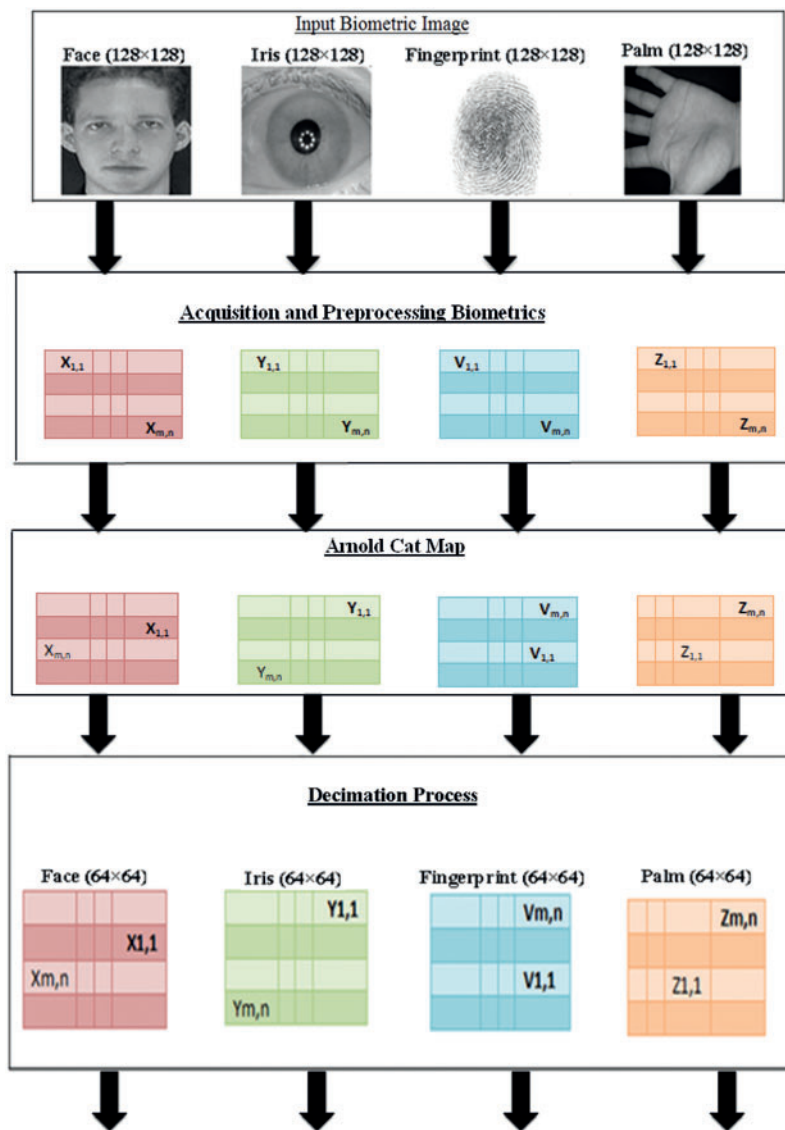 Input Biometric Image
Face (128×128) Iris (128×128) Fingerprint (128×128) Palm (128×128)
Acquisition and Preprocessing Biometrics
X1,1 Y1,1 V1,1 Z1,1
Xm,n Ym,n Vm,n Zm,n
Arnold Cat Map
Y1,1 Vm,n Zm,n
X1,1
Xm,n V1,1 Z1,1
Ym,n
Decimation Process
Face (64×64) Iris (64×64) Fingerprint (64×64) Palm (64×64)
Y1,1 Vm,n Zm,n
X1,1
Xm,n V1,1 Z1,1
Ym,n